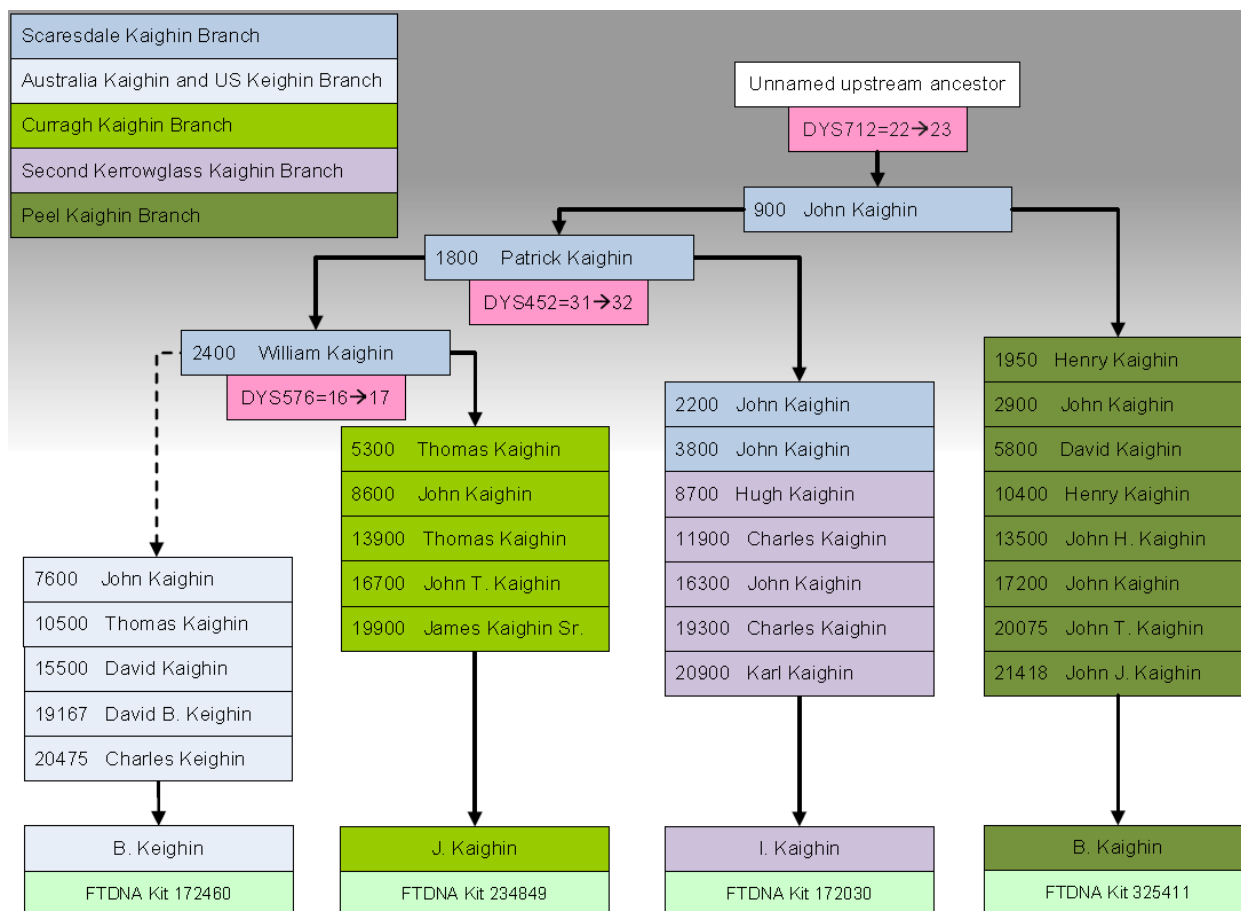 Scaresdale Kaighin Branch
Australia Kaighin and US Keighin Branch
Curragh Kaighin Branch
Second Kerrowglass Kaighin Branch
Peel Kaighin Branch
Unnamed upstream ancestor
DYS712=22→23
900 John Kaighin
1800 Patrick Kaighin
DYS452=31→32
2400 William Kaighin
DYS576=16→17
7600 John Kaighin
10500 Thomas Kaighin
15500 David Kaighin
19167 David B. Keighin
20475 Charles Keighin
B. Keighin
FTDNA Kit 172460
5300 Thomas Kaighin
8600 John Kaighin
13900 Thomas Kaighin
16700 John T. Kaighin
19900 James Kaighin Sr.
J. Kaighin
FTDNA Kit 234849
2200 John Kaighin
3800 John Kaighin
8700 Hugh Kaighin
11900 Charles Kaighin
16300 John Kaighin
19300 Charles Kaighin
20900 Karl Kaighin
I. Kaighin
FTDNA Kit 172030
1950 Henry Kaighin
2900 John Kaighin
5800 David Kaighin
10400 Henry Kaighin
13500 John H. Kaighin
17200 John Kaighin
20075 John T. Kaighin
21418 John J. Kaighin
B. Kaighin
FTDNA Kit 325411